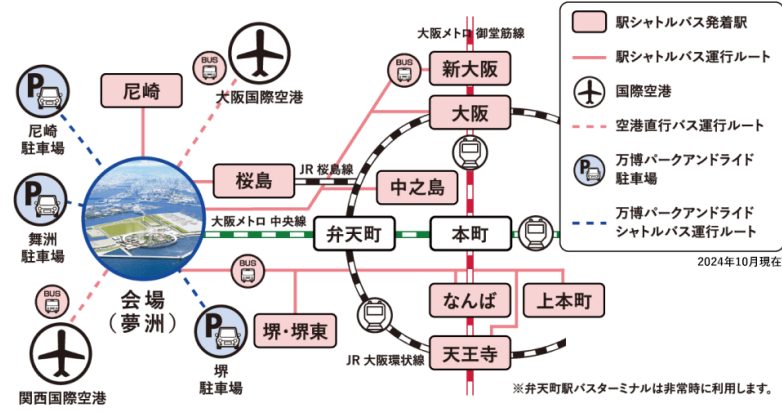 大阪メトロ 御堂筋線
BUS
大阪国際空港
尼崎
BUS
新大阪
大阪
P
尼崎
駐車場
桜島
JR 桜島線
中之島
P
舞洲
駐車場
大阪メトロ 中央線
弁天町
本町
会場
(夢洲)
BUS
BUS
なんば
上本町
堺・堺東
P
堺
駐車場
JR 大阪環状線
天王寺
関西国際空港
駅シャトルバス発着駅
駅シャトルバス運行ルート
国際空港
空港直行バス運行ルート
P
万博パークアンドライド
駐車場
万博パークアンドライド
シャトルバス運行ルート
2024年10月現在
※弁天町駅バスターミナルは非常時に利用します。